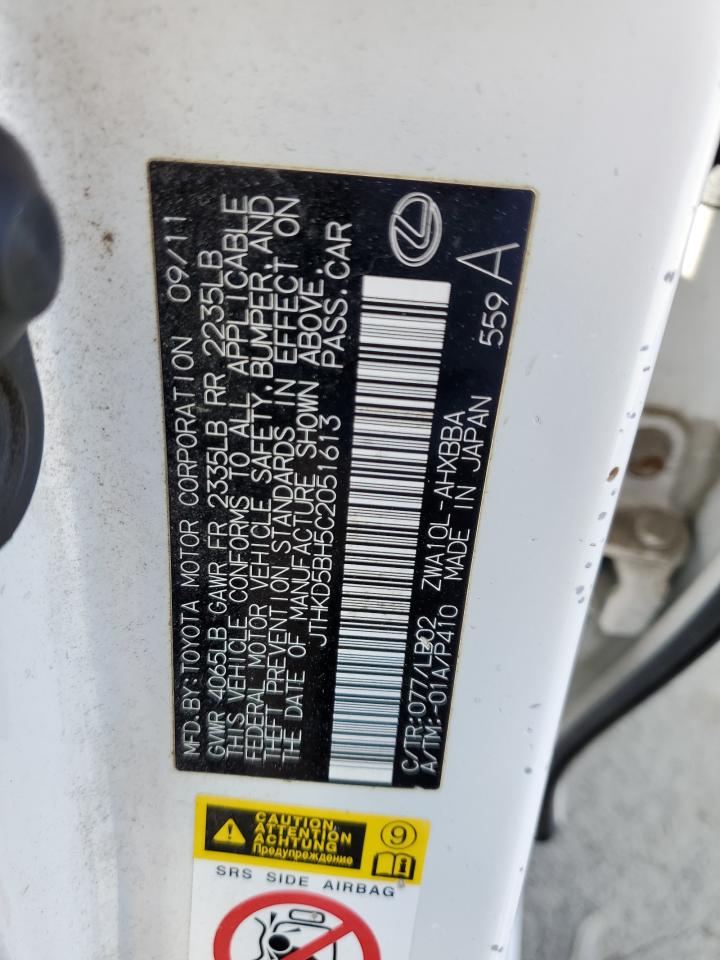 MFD. BY: TOYOTA MOTOR CORPORATION 09/11
GVWR 4065LB GAWR FR 2335LB RR 2235LB
THIS VEHICLE CONFORMS TO ALL APPLICABLE
FEDERAL MOTOR VEHICLE SAFETY, BUMPER, AND
THEFT PREVENTION STANDARDS IN EFFECT ON
THE DATE OF MANUFACTURE SHOWN ABOVE.
JTHKD5BH5C2051613 PASS. CAR
C/TR: 077/LB02 ZWA10L-AHXBBA
A/TM: -01A/P410 MADE IN JAPAN 559 A
CAUTION
ATTENTION
ACHTUNG
Предупреждение
9
SRS SIDE AIRBAG